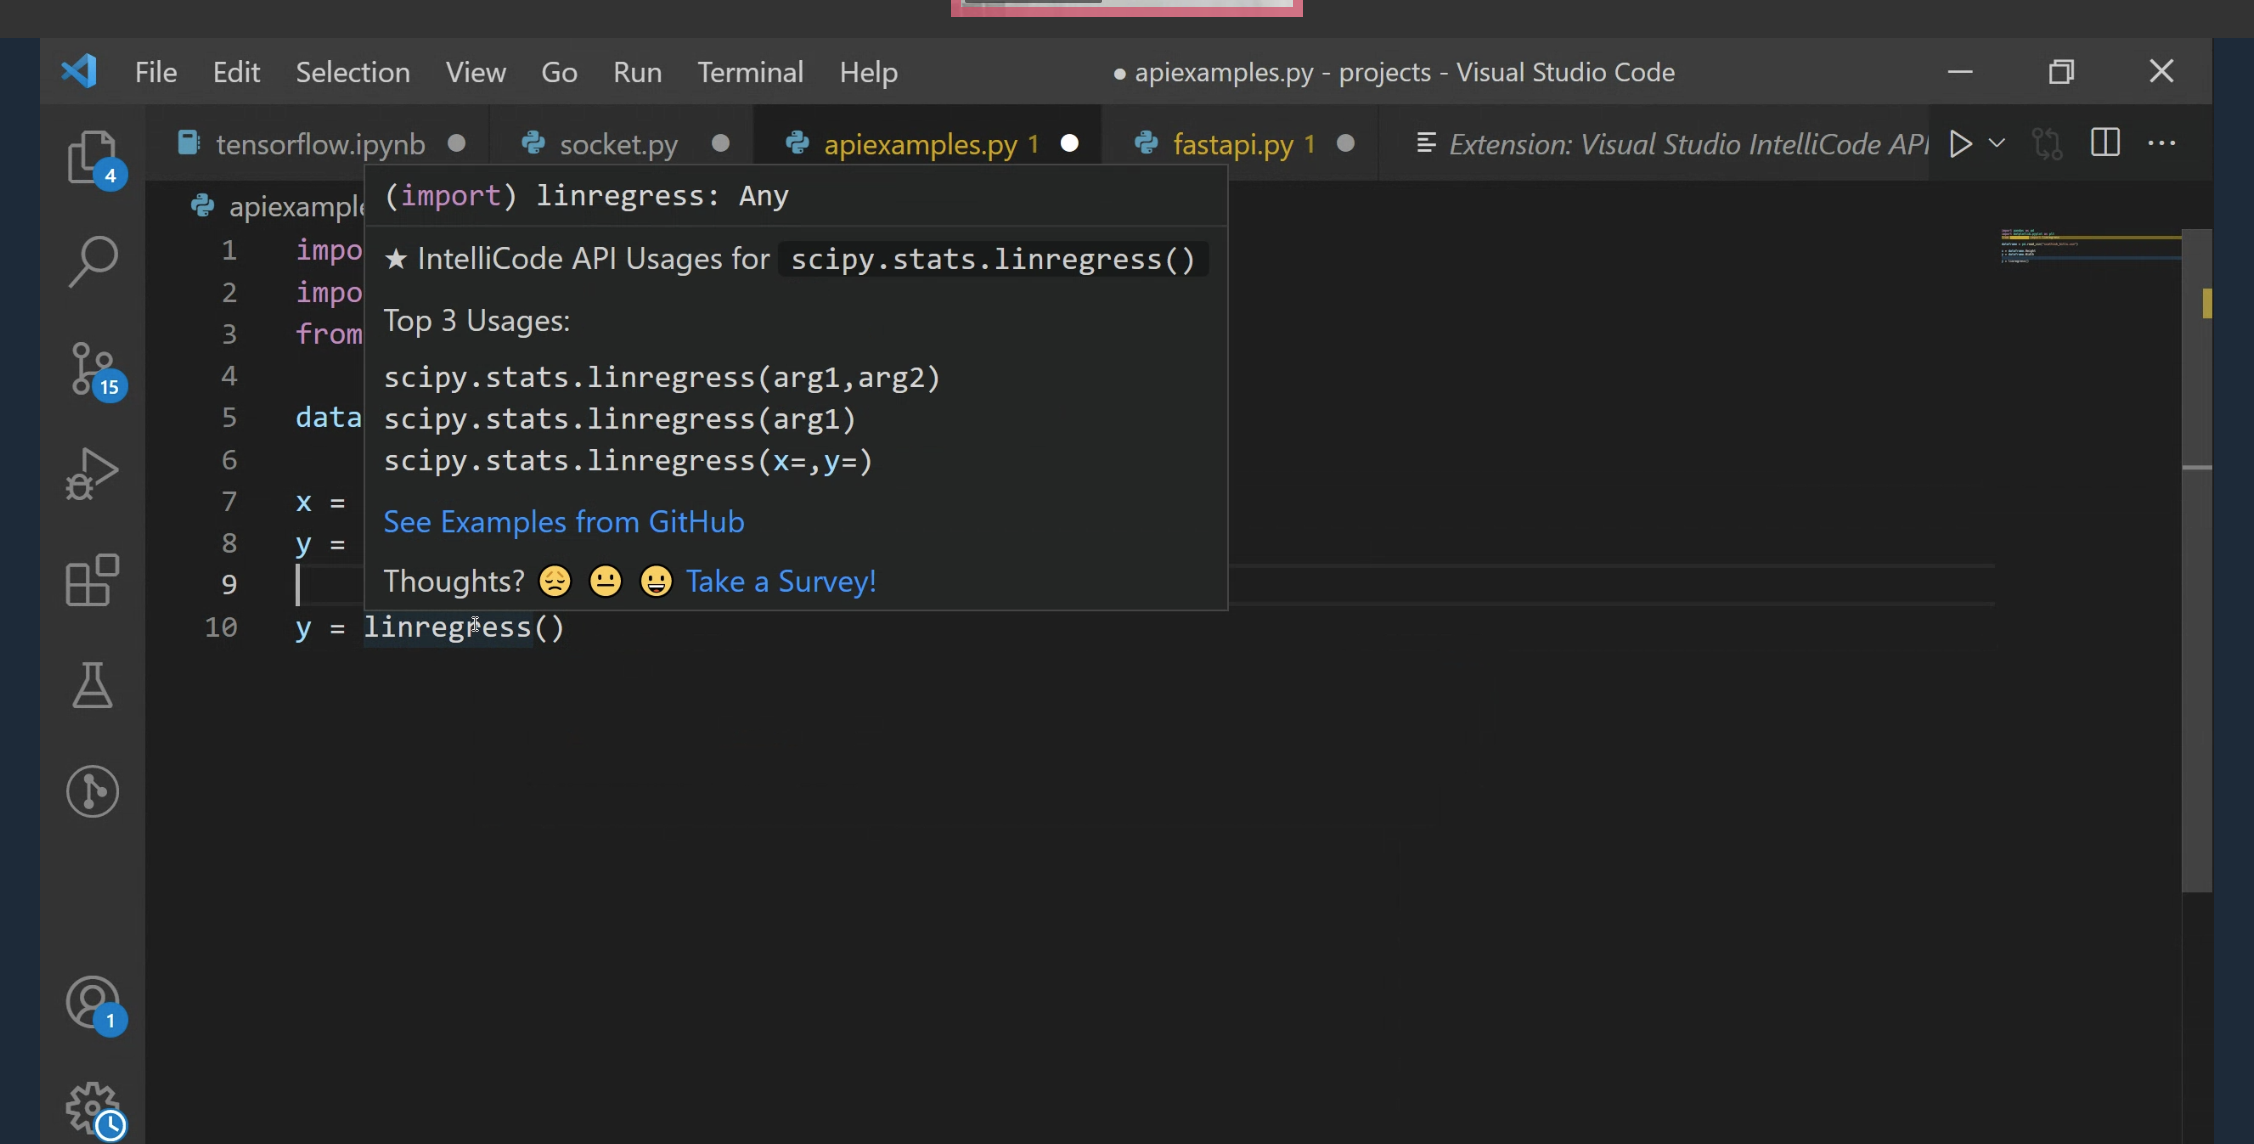 File Edit Selection View Go Run Terminal Help ● apiexamples.py - projects - Visual Studio Code
tensorflow.ipynb socket.py apiexamples.py 1 fastapi.py 1 Extension: Visual Studio IntelliCode API
4
apiexample
(import) linregress: Any
1 impo
★ IntelliCode API Usages for scipy.stats.linregress()
2 impo
Top 3 Usages:
3 from
4
scipy.stats.linregress(arg1,arg2)
15
5 data
scipy.stats.linregress(arg1)
6
scipy.stats.linregress(x=,y=)
7 x =
See Examples from GitHub
8 y =
Thoughts? 😔 😐 😀 Take a Survey!
9
10 y = linregress()
1